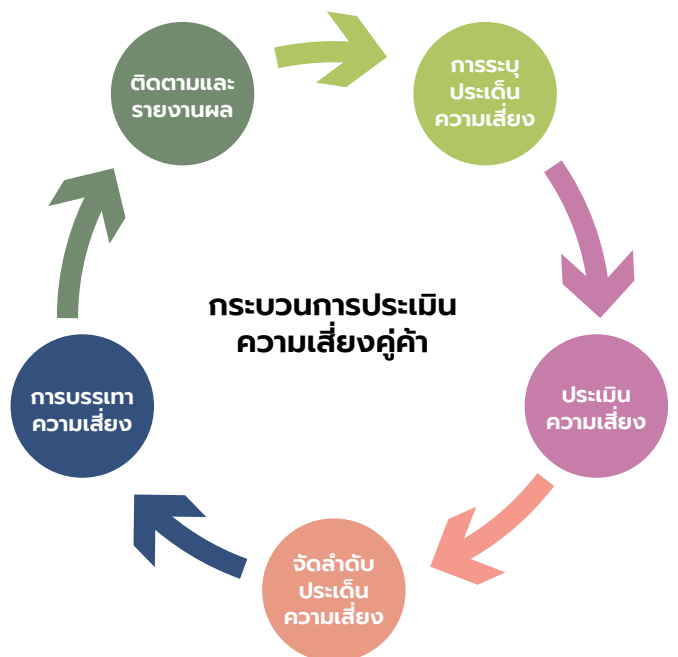 ติดตามและ
รายงานผล
การระบุ
ประเด็น
ความเสี่ยง
กระบวนการประเมิน
ความเสี่ยงคู่ค้า
การบรรเทา
ความเสี่ยง
ประเมิน
ความเสี่ยง
จัดลำดับ
ประเด็น
ความเสี่ยง